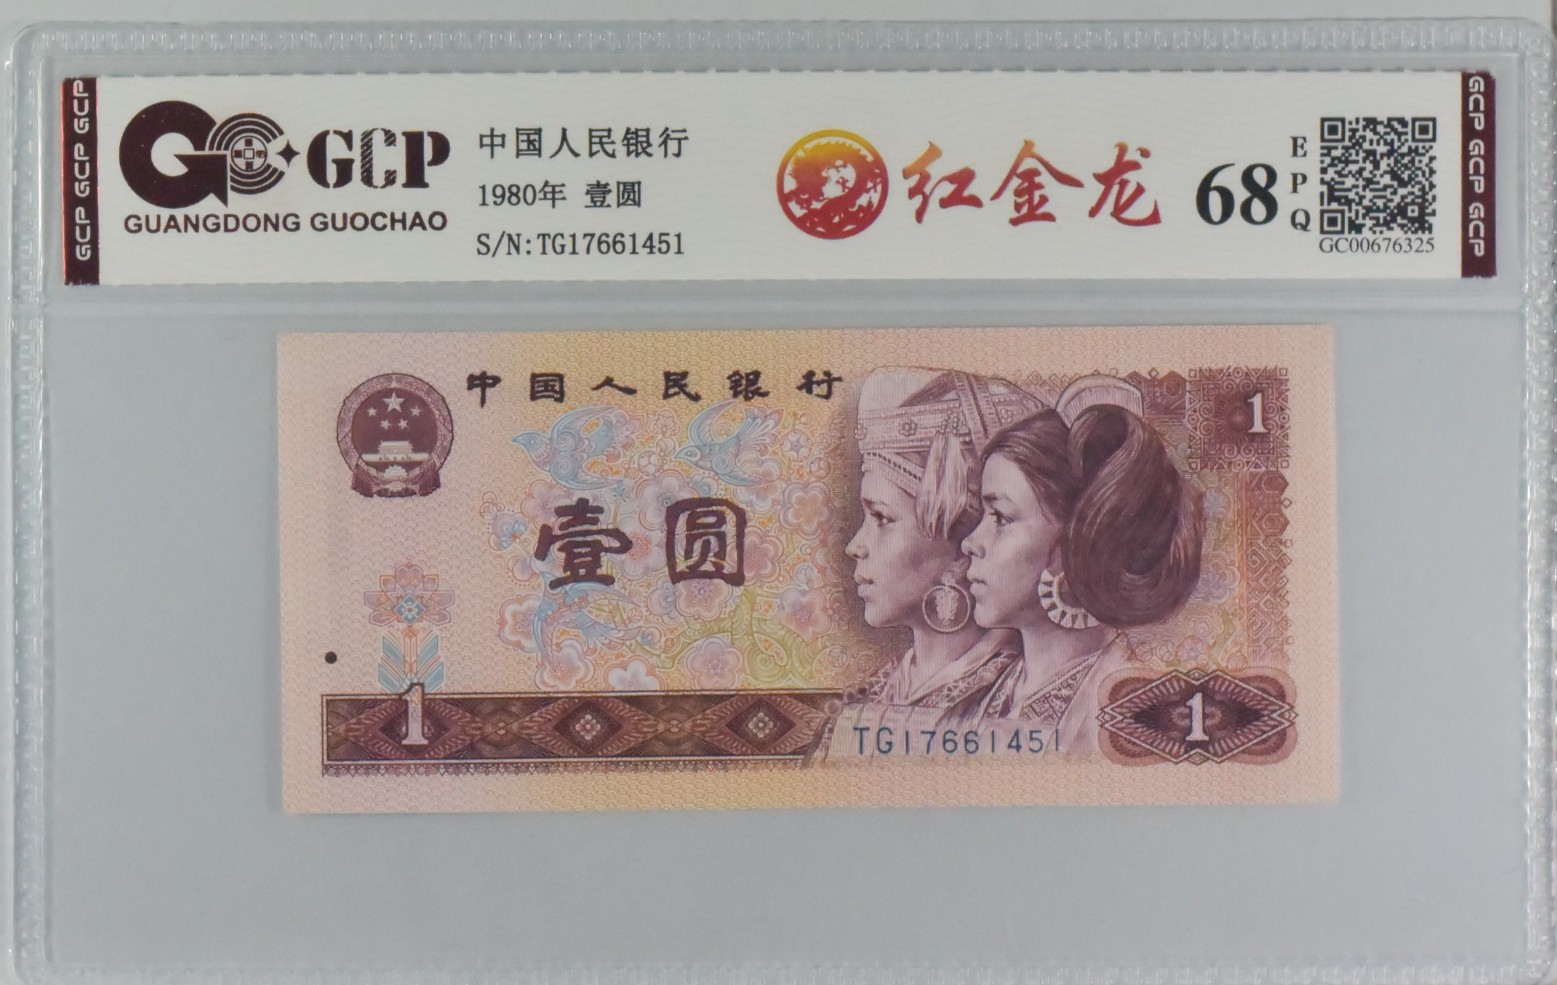 GCP GCP GCP
GCP
GUANGDONG GUOCHAO
中国人民银行
1980年 壹圆
S/N:TG17661451
红金龙
68
EPQ
GC00676325
GCP GCP GCP
中国人民银行
1
壹圆
1
TG17661451
1